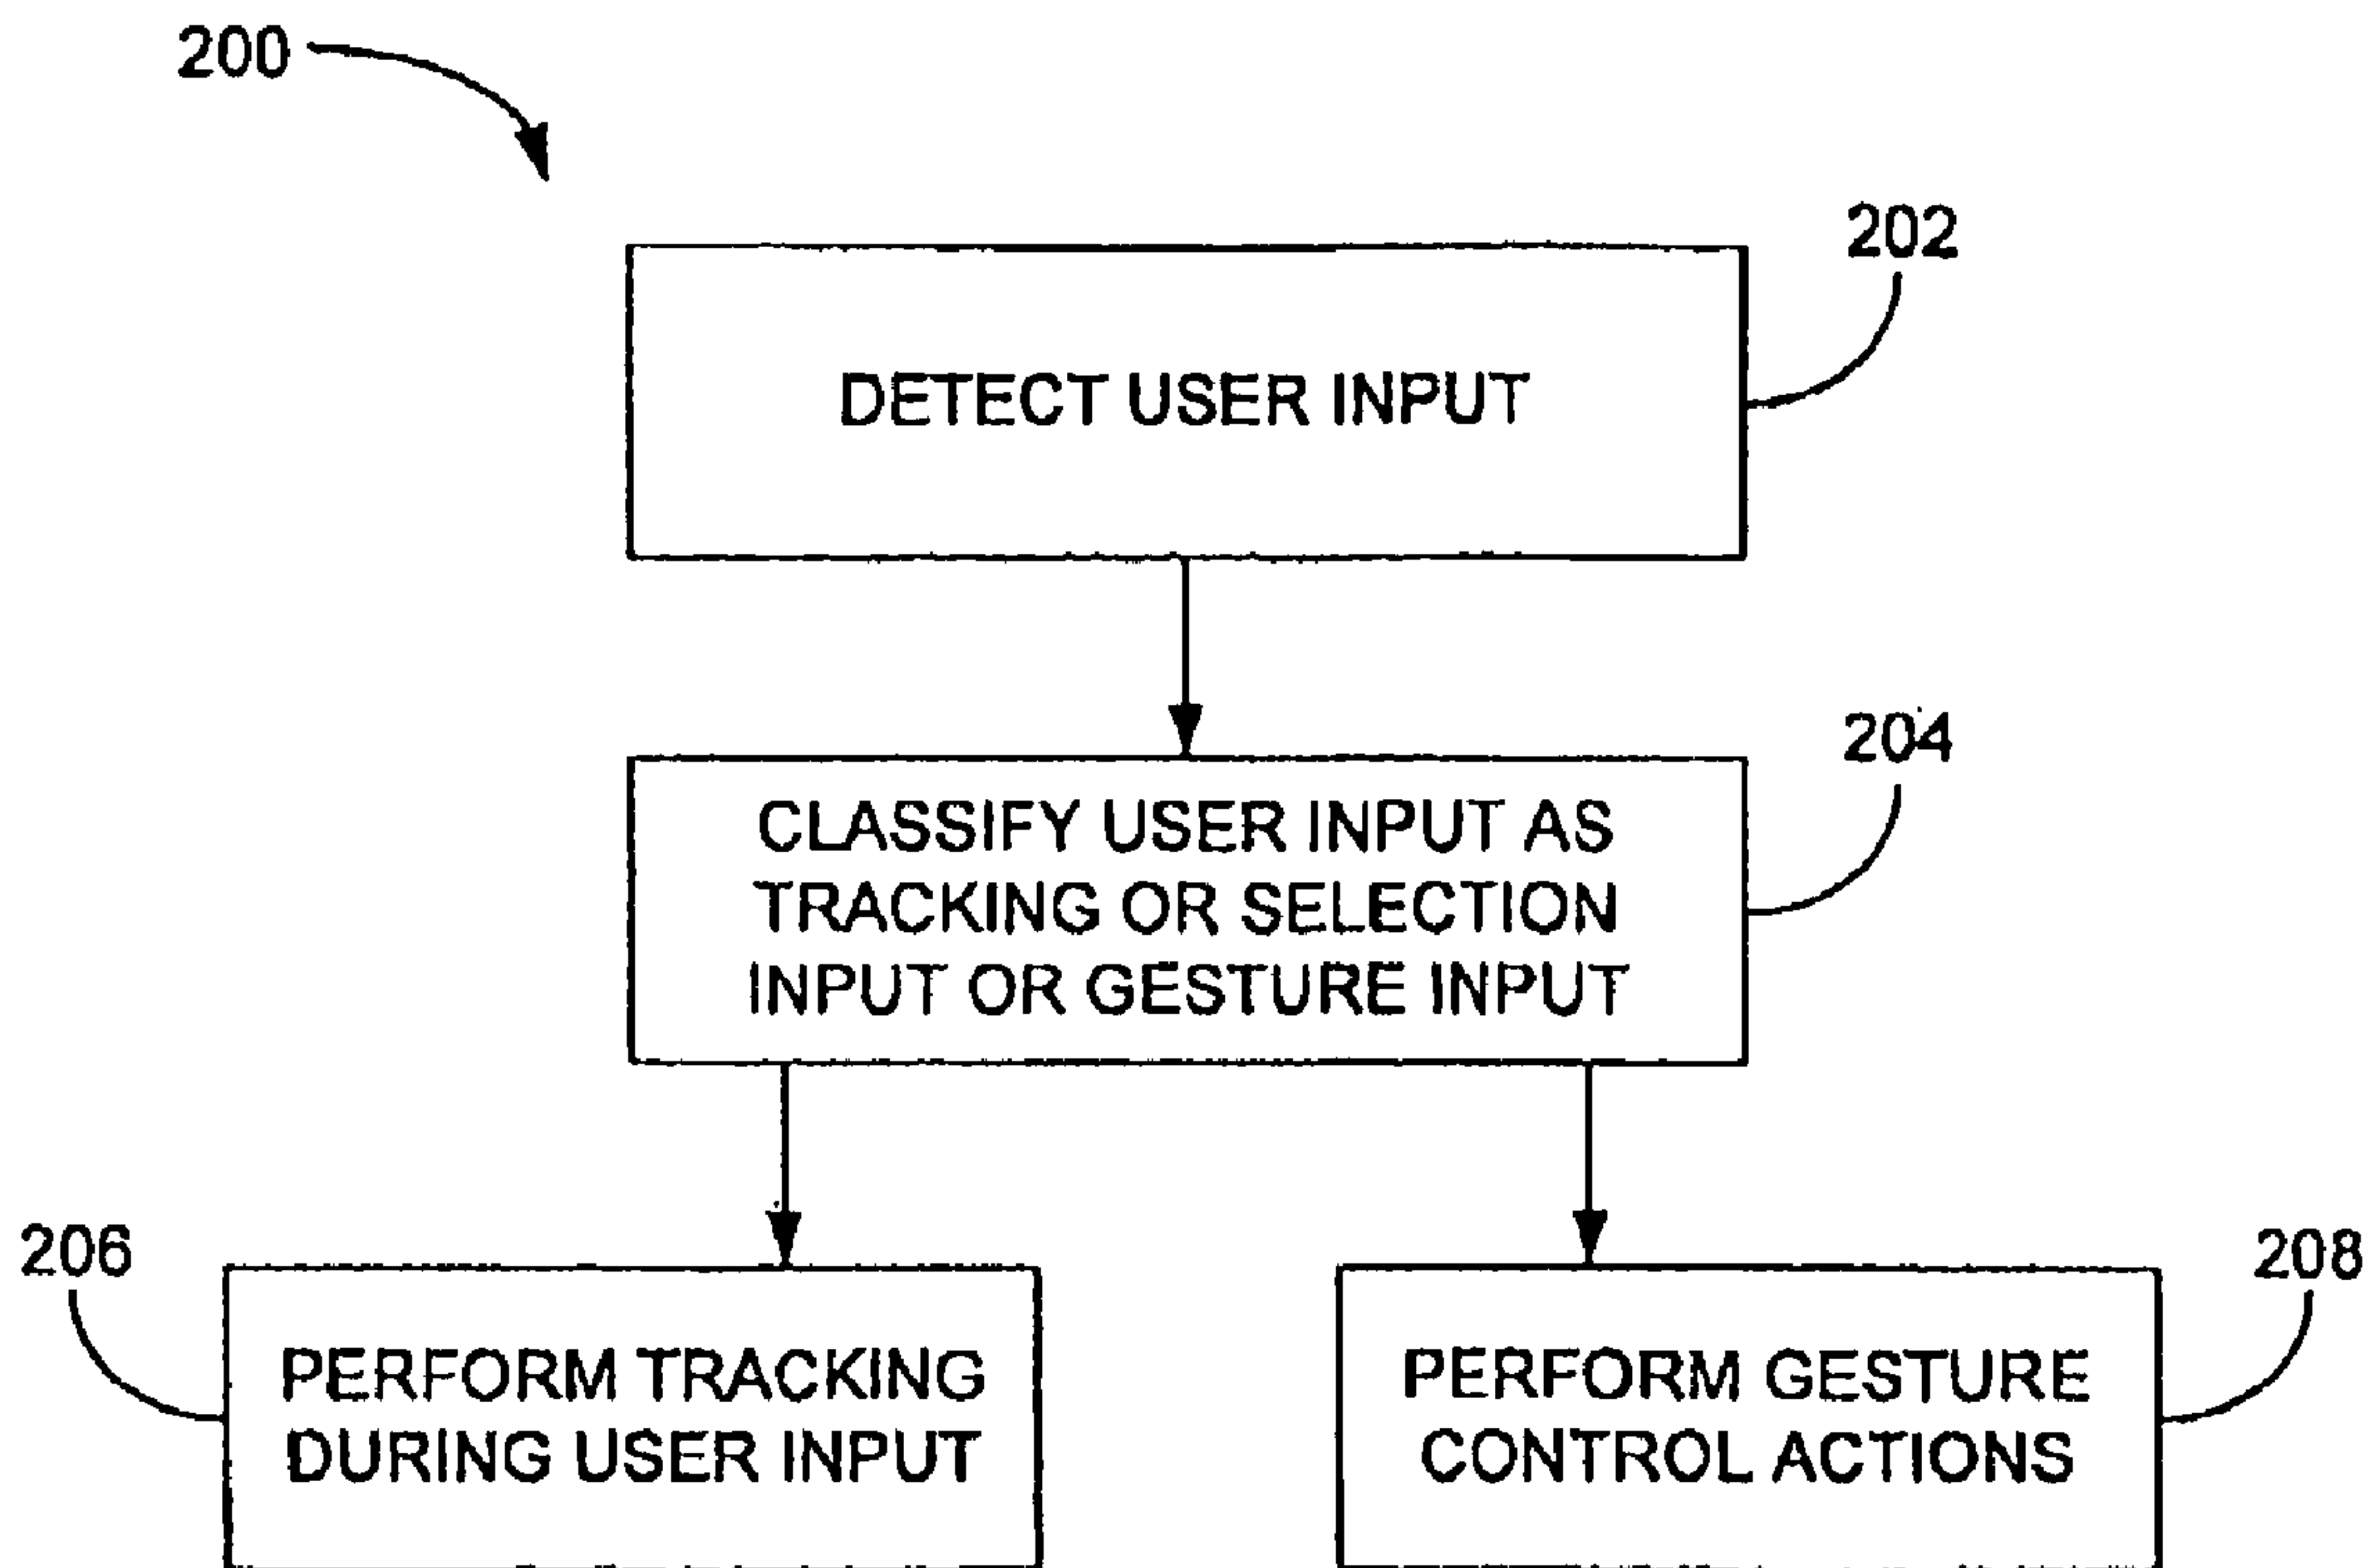 200
202
DETECT USER INPUT
204
CLASSIFY USER INPUT AS
TRACKING OR SELECTION
INPUT OR GESTURE INPUT
206
208
PERFORM TRACKING
DURING USER INPUT
PERFORM GESTURE
CONTROL ACTIONS